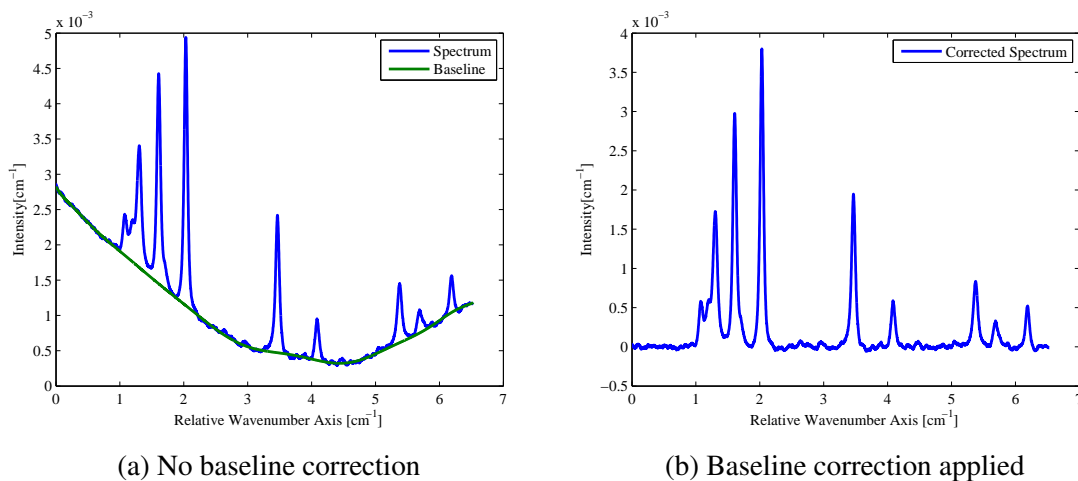 x 10⁻³
5
4.5
4
3.5
3
2.5
2
1.5
1
0.5
0
Intensity[cm⁻¹]
0 1 2 3 4 5 6 7
Relative Wavenumber Axis [cm⁻¹]
Spectrum
Baseline
(a) No baseline correction
x 10⁻³
4
3.5
3
2.5
2
1.5
1
0.5
0
−0.5
Intensity[cm⁻¹]
0 1 2 3 4 5 6 7
Relative Wavenumber Axis [cm⁻¹]
Corrected Spectrum
(b) Baseline correction applied